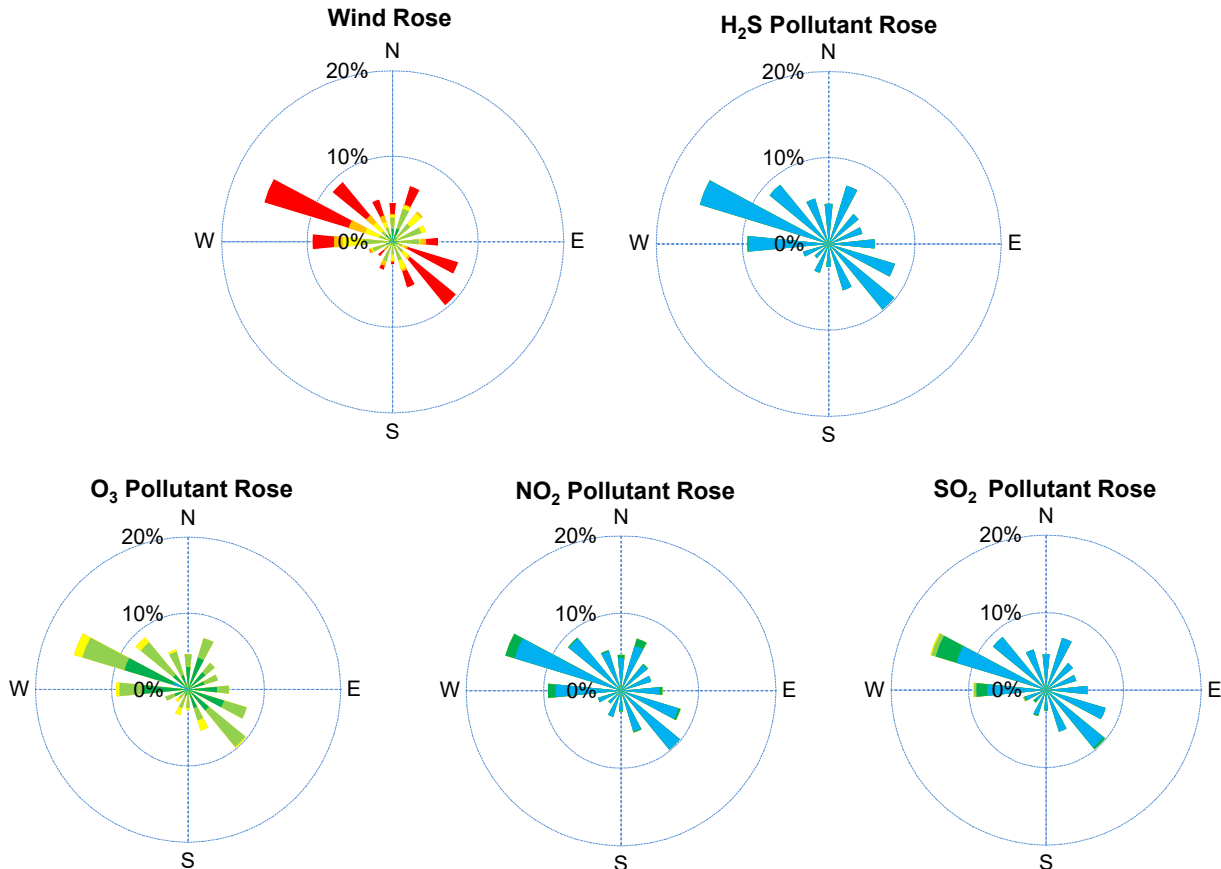 Wind Rose
N
20%
10%
W
0%
E
S
H₂S Pollutant Rose
N
20%
10%
W
0%
E
S
O₃ Pollutant Rose
N
20%
10%
W
0%
E
S
NO₂ Pollutant Rose
N
20%
10%
W
0%
E
S
SO₂ Pollutant Rose
N
20%
10%
W
0%
E
S